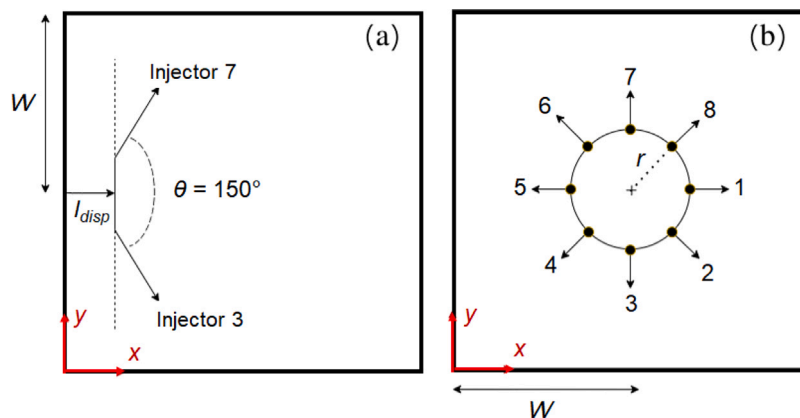 (a)
Injector 7
W
θ = 150°
l_disp
Injector 3
y
x
(b)
7
6
8
r
5
1
4
2
3
y
x
W